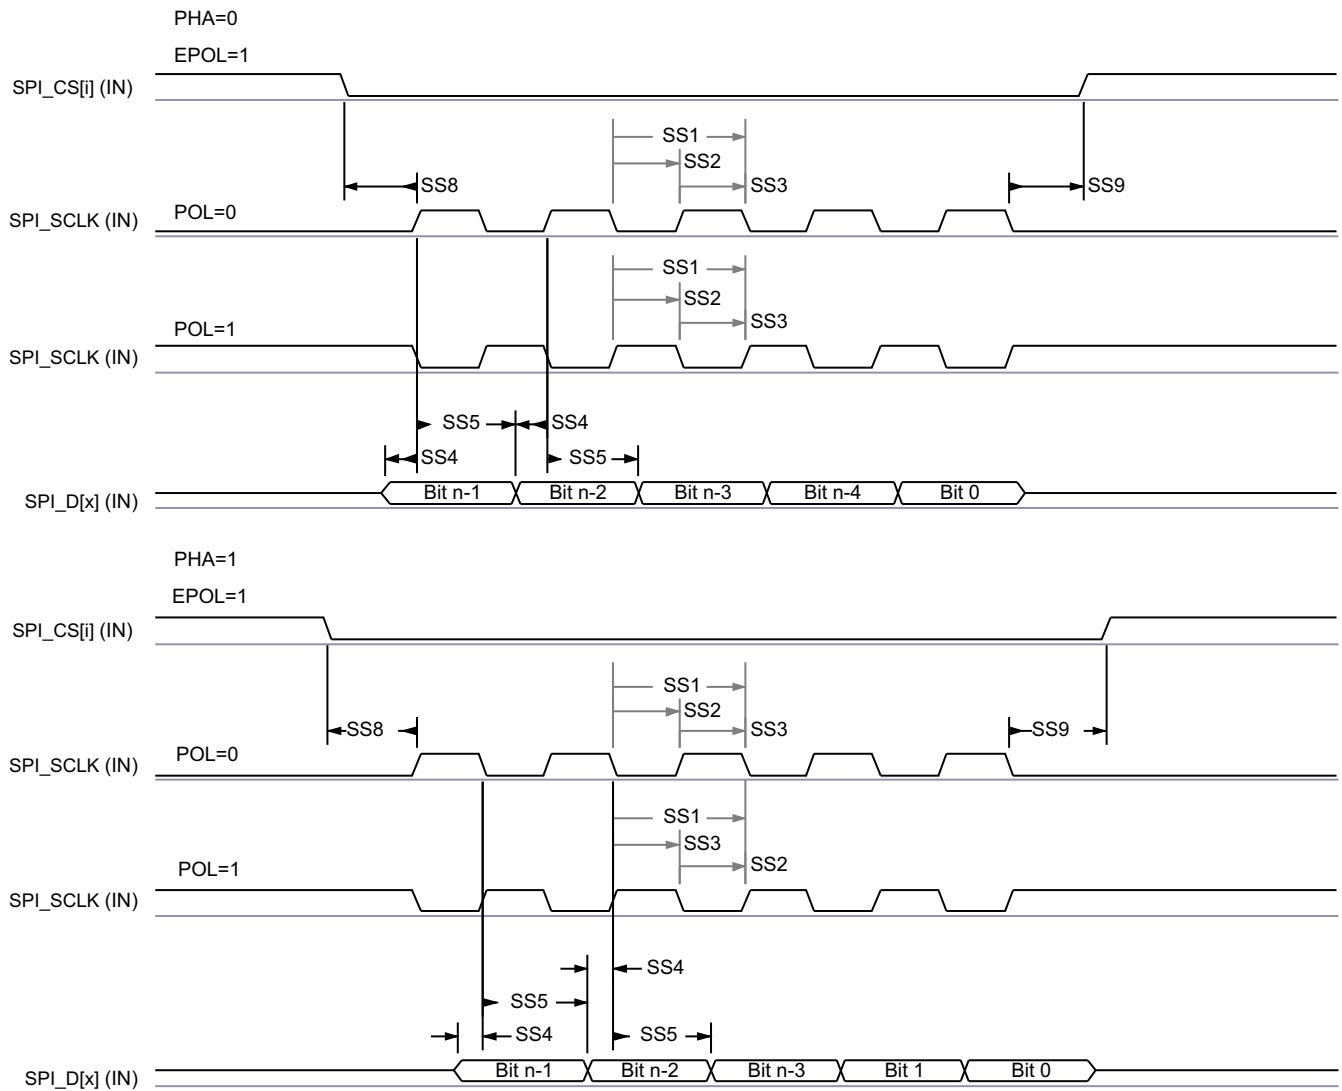 PHA=0
EPOL=1
SPI_CS[i] (IN)
SS1
SS2
SS8
SS3
SS9
POL=0
SPI_SCLK (IN)
SS1
SS2
SS3
POL=1
SPI_SCLK (IN)
SS5 SS4
SS4 SS5
SPI_D[x] (IN) Bit n-1 Bit n-2 Bit n-3 Bit n-4 Bit 0
PHA=1
EPOL=1
SPI_CS[i] (IN)
SS1
SS2
SS8 SS3 SS9
POL=0
SPI_SCLK (IN)
SS1
SS3
SS2
POL=1
SPI_SCLK (IN)
SS4
SS5
SS4 SS5
SPI_D[x] (IN) Bit n-1 Bit n-2 Bit n-3 Bit 1 Bit 0